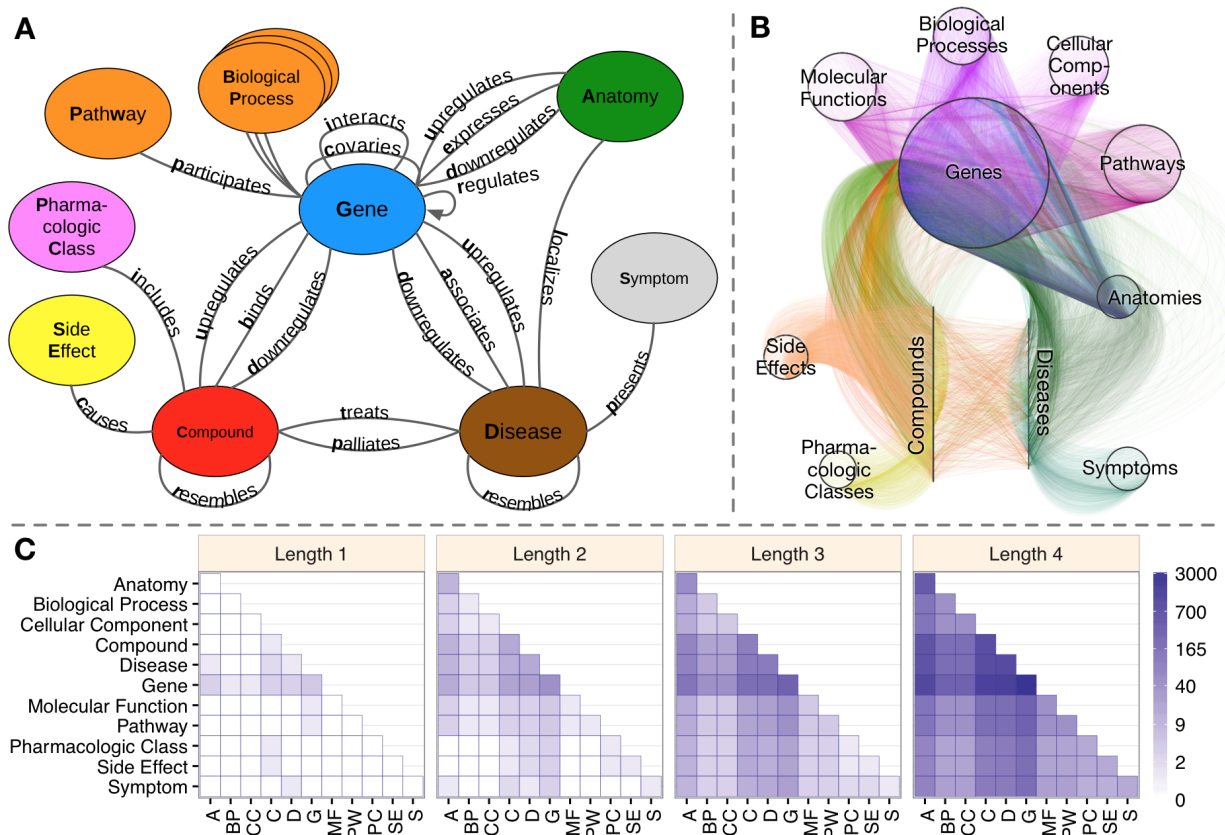 A
Pathway
Biological
Process
Anatomy
Pharma-
cologic
Class
Side
Effect
Gene
Symptom
Compound
Disease
participates
interacts
covaries
upregulates
expresses
downregulates
regulates
includes
upregulates
binds
downregulates
downregulates
associates
upregulates
localizes
causes
treats
palliates
presents
resembles
resembles
B
Biological
Processes
Cellular
Comp-
onents
Molecular
Functions
Genes
Pathways
Anatomies
Side
Effects
Compounds
Diseases
Pharma-
cologic
Classes
Symptoms
C
Length 1
Length 2
Length 3
Length 4
Anatomy
Biological Process
Cellular Component
Compound
Disease
Gene
Molecular Function
Pathway
Pharmacologic Class
Side Effect
Symptom
A BP CC C D G MF PW PC SE S
A BP CC C D G MF PW PC SE S
A BP CC C D G MF PW PC SE S
A BP CC C D G MF PW PC SE S
3000
700
165
40
9
2
0